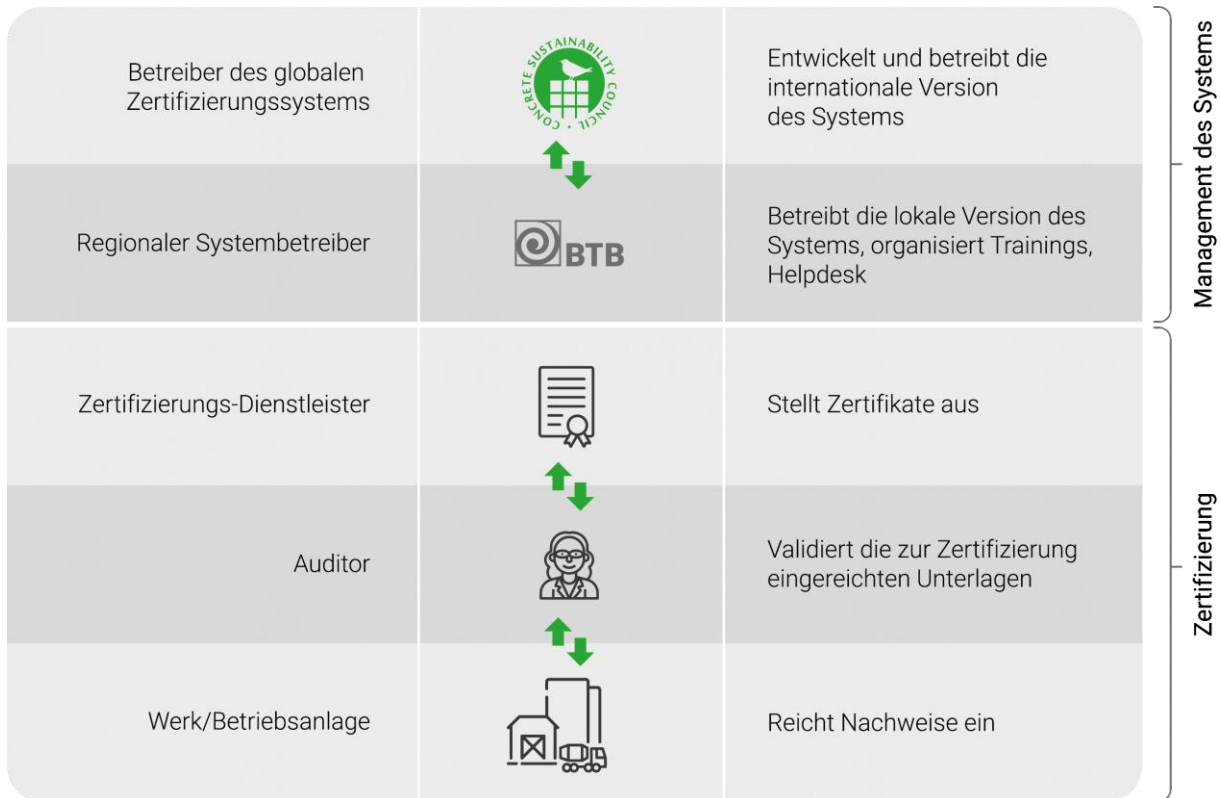 Betreiber des globalen
Zertifizierungssystems
CONCRETE SUSTAINABILITY COUNCIL
Entwickelt und betreibt die
internationale Version
des Systems
Regionaler Systembetreiber
BTB
Betreibt die lokale Version des
Systems, organisiert Trainings,
Helpdesk
Management des Systems
Zertifizierungs-Dienstleister
Stellt Zertifikate aus
Auditor
Validiert die zur Zertifizierung
eingereichten Unterlagen
Werk/Betriebsanlage
Reicht Nachweise ein
Zertifizierung